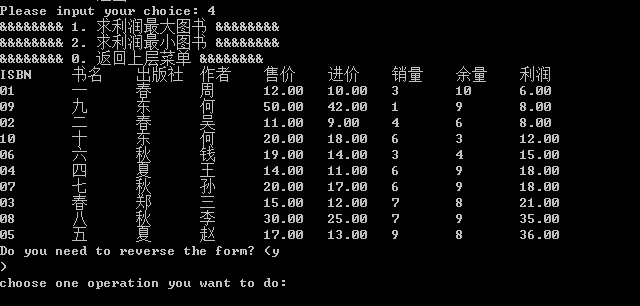 Please input your choice: 4
&&&&&&&& 1. 求利润最大图书 &&&&&&&&
&&&&&&&& 2. 求利润最小图书 &&&&&&&&
&&&&&&&& 0. 返回上层菜单 &&&&&&&&
ISBN 书名 出版社 作者 售价 进价 销量 余量 利润
01 一 春 周 12.00 10.00 3 10 6.00
09 九 东 何 50.00 42.00 1 9 8.00
02 二 春 吴 11.00 9.00 4 6 8.00
10 十 东 何 20.00 18.00 6 3 12.00
06 六 秋 钱 19.00 14.00 3 4 15.00
04 四 夏 王 14.00 11.00 6 9 18.00
07 七 秋 孙 20.00 17.00 6 9 18.00
03 春 郑 三 15.00 12.00 7 8 21.00
08 八 秋 李 30.00 25.00 7 9 35.00
05 五 夏 赵 17.00 13.00 9 8 36.00
Do you need to reverse the form? (y
)
choose one operation you want to do: